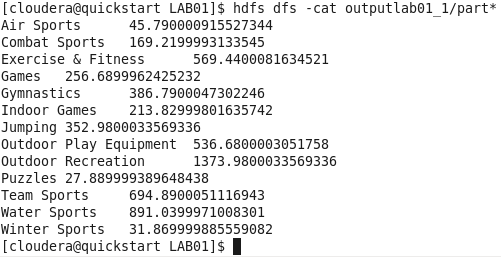 [cloudera@quickstart LAB01]$ hdfs dfs -cat outputlab01_1/part*
Air Sports	45.790000915527344
Combat Sports	169.2199993133545
Exercise & Fitness	569.4400081634521
Games	256.6899962425232
Gymnastics	386.7900047302246
Indoor Games	213.82999801635742
Jumping	352.9800033569336
Outdoor Play Equipment	536.6800003051758
Outdoor Recreation	1373.9800033569336
Puzzles	27.889999389648438
Team Sports	694.8900051116943
Water Sports	891.0399971008301
Winter Sports	31.869999885559082
[cloudera@quickstart LAB01]$